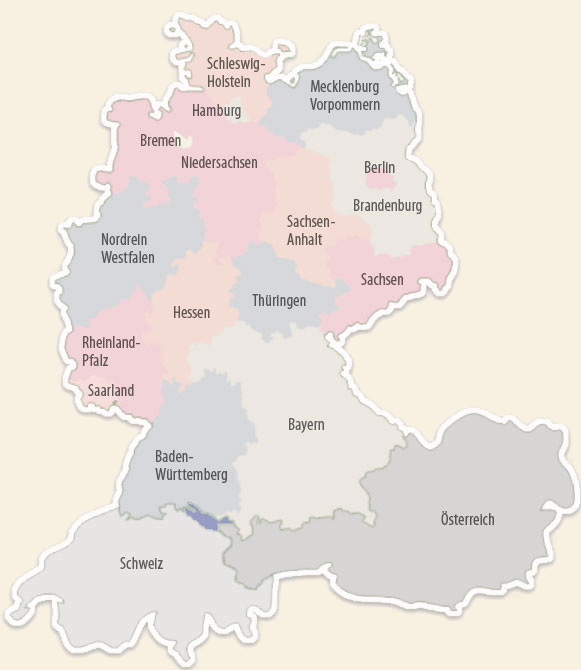 Schleswig-
Holstein
Mecklenburg
Vorpommern
Hamburg
Bremen
Niedersachsen
Berlin
Brandenburg
Sachsen-
Anhalt
Nordrein
Westfalen
Sachsen
Thüringen
Hessen
Rheinland-
Pfalz
Saarland
Bayern
Baden-
Württemberg
Österreich
Schweiz